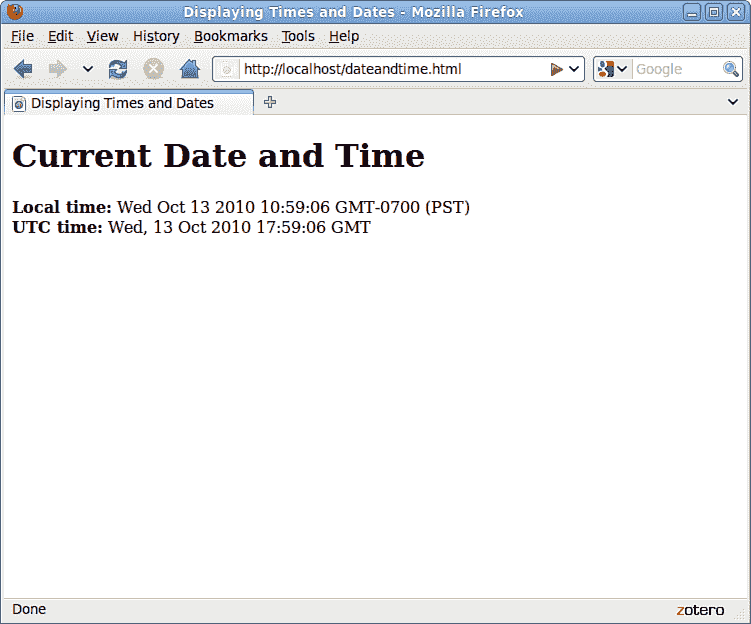 Displaying Times and Dates - Mozilla Firefox
File Edit View History Bookmarks Tools Help
http://localhost/dateandtime.html Google
Displaying Times and Dates
Current Date and Time
Local time: Wed Oct 13 2010 10:59:06 GMT-0700 (PST)
UTC time: Wed, 13 Oct 2010 17:59:06 GMT
Done zotero